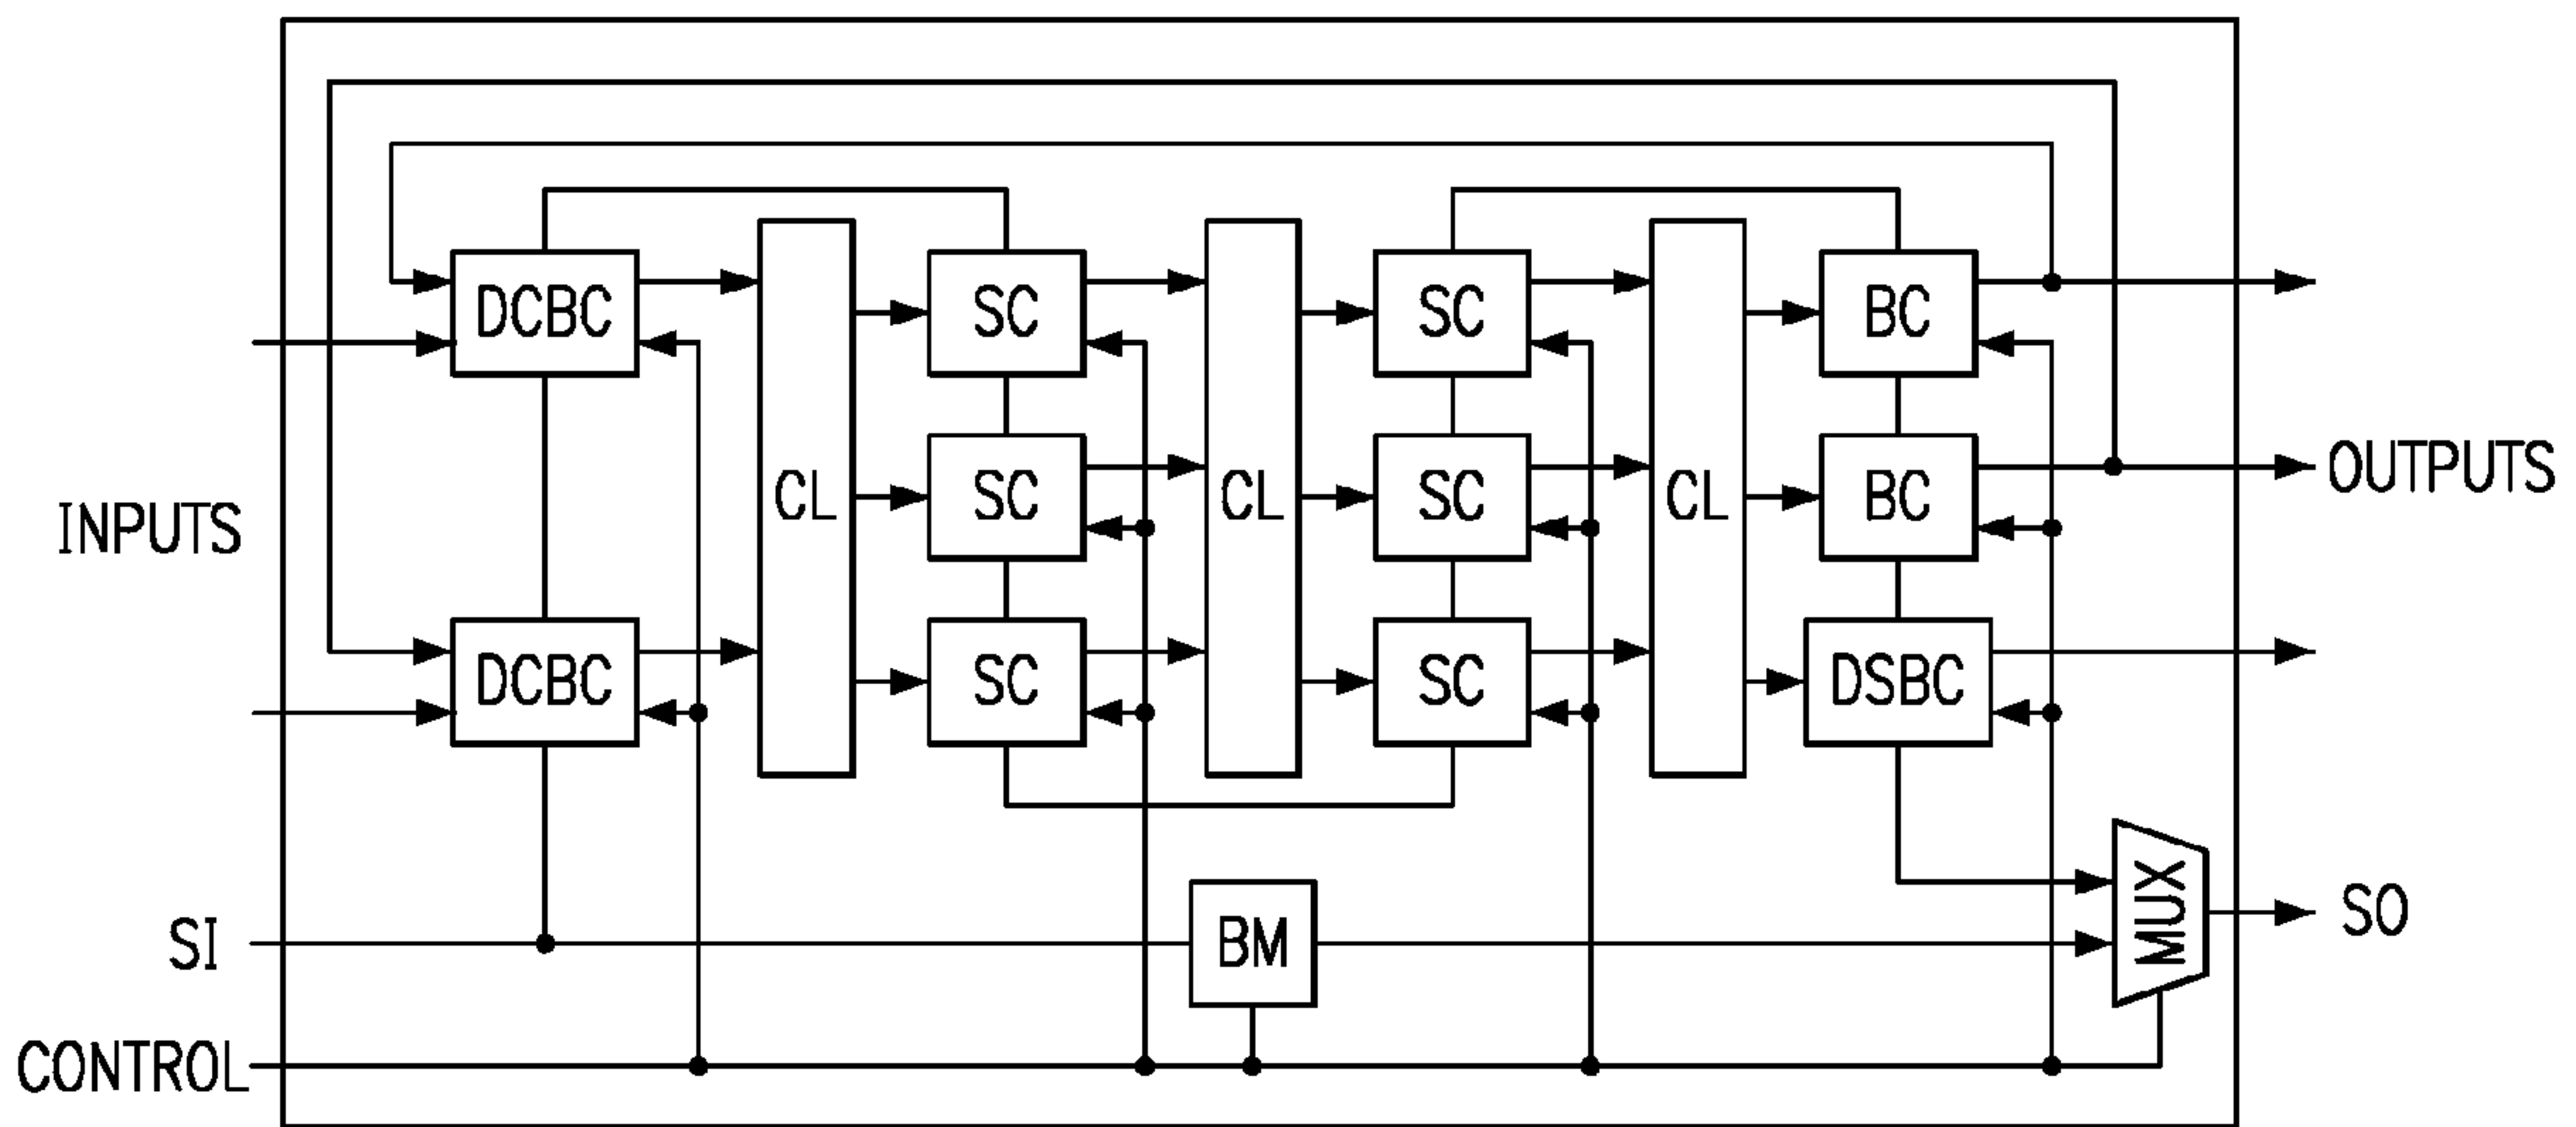 DCBC SC SC BC
CL SC CL SC CL BC OUTPUTS
INPUTS
DCBC SC SC DSBC
MUX
SI BM SO
CONTROL